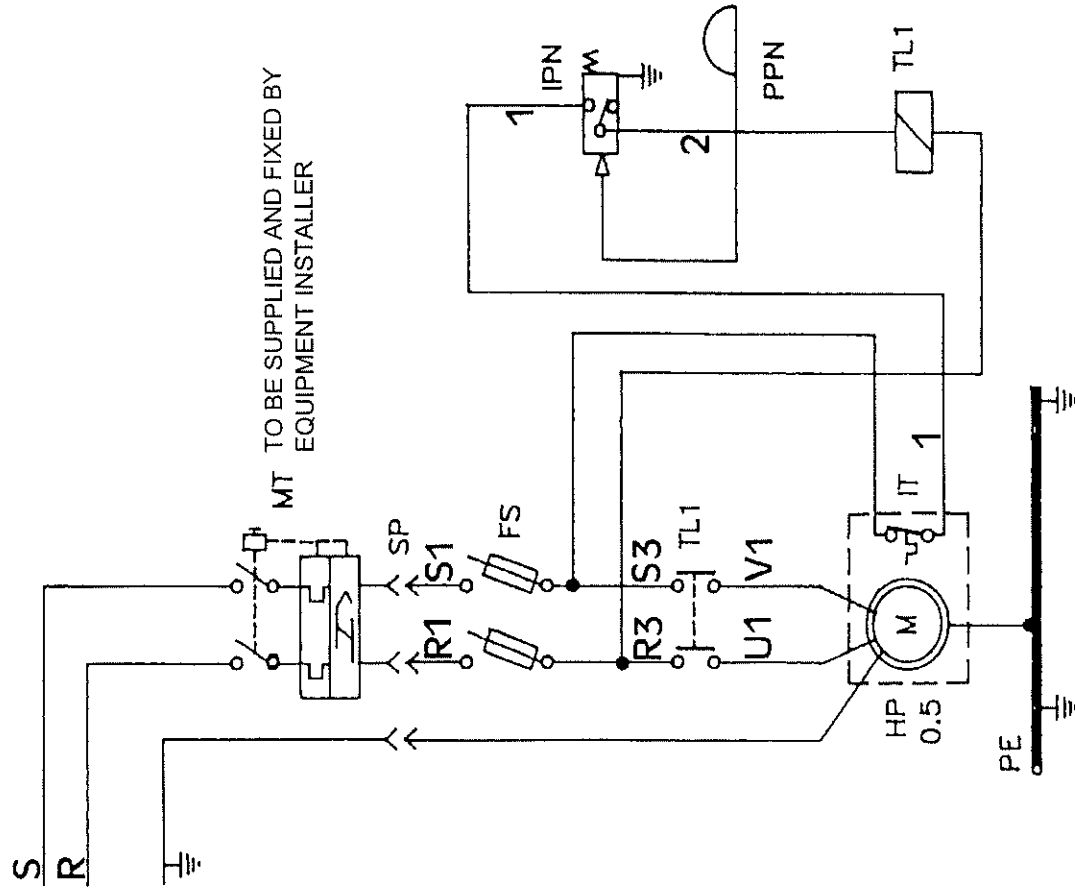 S
R
MT
TO BE SUPPLIED AND FIXED BY
EQUIPMENT INSTALLER
SP
S1
R1
FS
S3
R3
TL1
V1
U1
M
HP
0.5
IT
1
PE
1
IPN
2
PPN
TL1